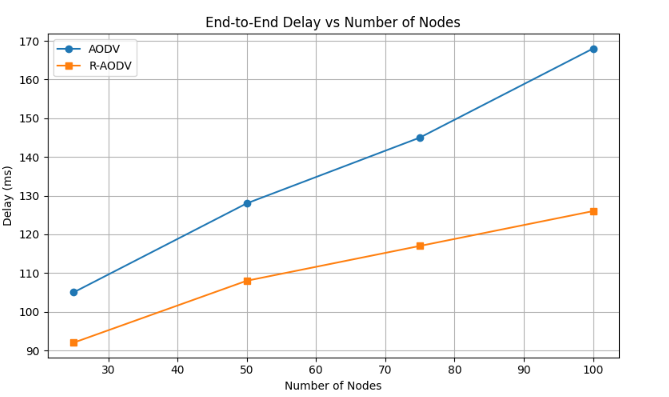 End-to-End Delay vs Number of Nodes
AODV
R-AODV
Delay (ms)
170
160
150
140
130
120
110
100
90
30 40 50 60 70 80 90 100
Number of Nodes